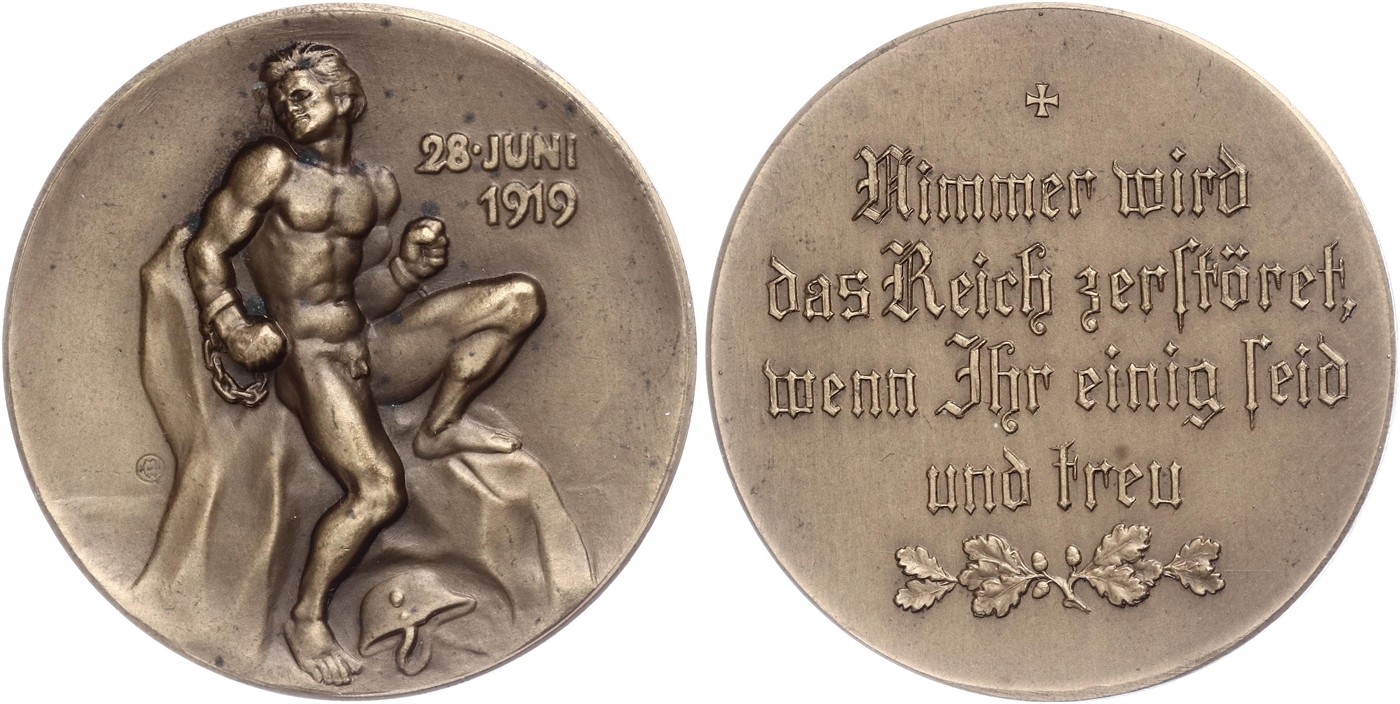 28·JUNI
1919
Nimmer wird
das Reich zerſtöret,
wenn Ihr einig ſeid
und treu